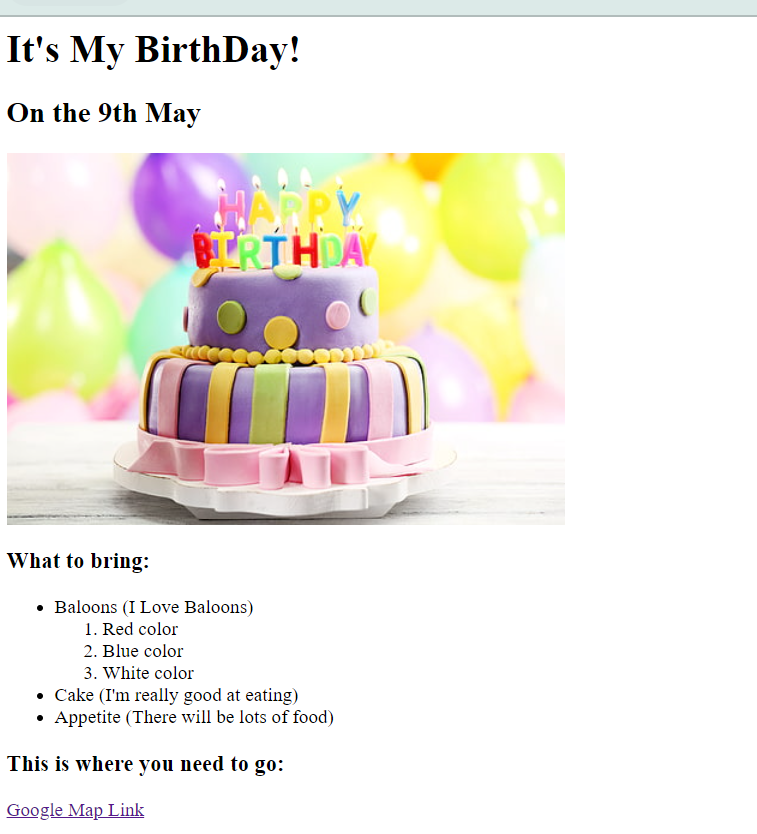 It's My BirthDay!
On the 9th May
HAPPY
BIRTHDAY
What to bring:
• Baloons (I Love Baloons)
1. Red color
2. Blue color
3. White color
• Cake (I'm really good at eating)
• Appetite (There will be lots of food)
This is where you need to go:
Google Map Link